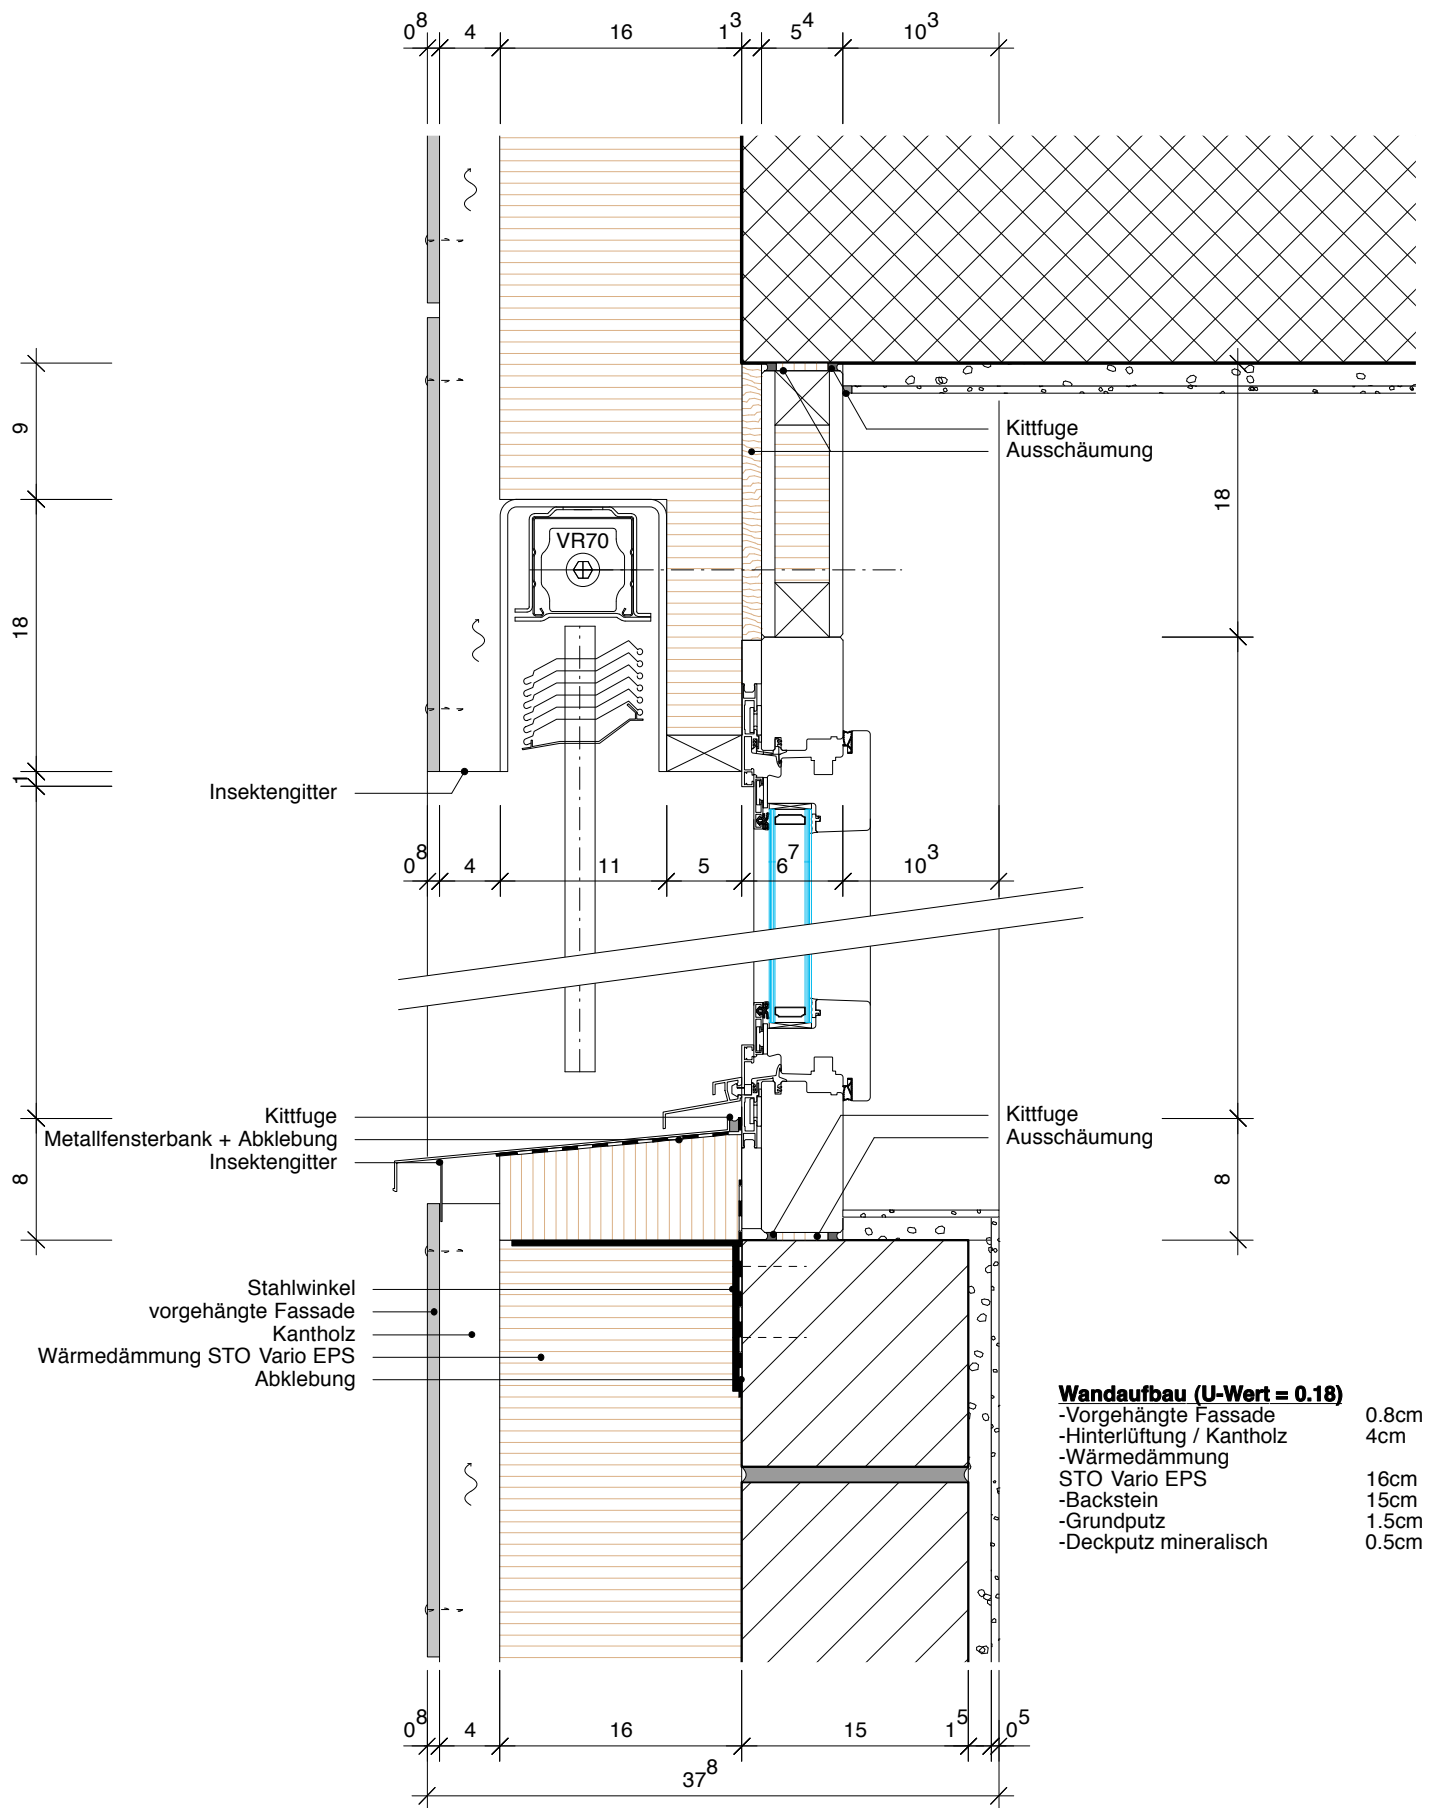 0⁸ 4 16 1³ 5⁴ 10³
9
18
1
8
18
8
Kittfuge
Ausschäumung
VR70
Insektengitter
0⁸ 4 11 5 6⁷ 10³
Kittfuge
Metallfensterbank + Abklebung
Insektengitter
Kittfuge
Ausschäumung
Stahlwinkel
vorgehängte Fassade
Kantholz
Wärmedämmung STO Vario EPS
Abklebung
Wandaufbau (U-Wert = 0.18)
-Vorgehängte Fassade 0.8cm
-Hinterlüftung / Kantholz 4cm
-Wärmedämmung
STO Vario EPS 16cm
-Backstein 15cm
-Grundputz 1.5cm
-Deckputz mineralisch 0.5cm
0⁸ 4 16 15 1⁵ 0⁵
37⁸